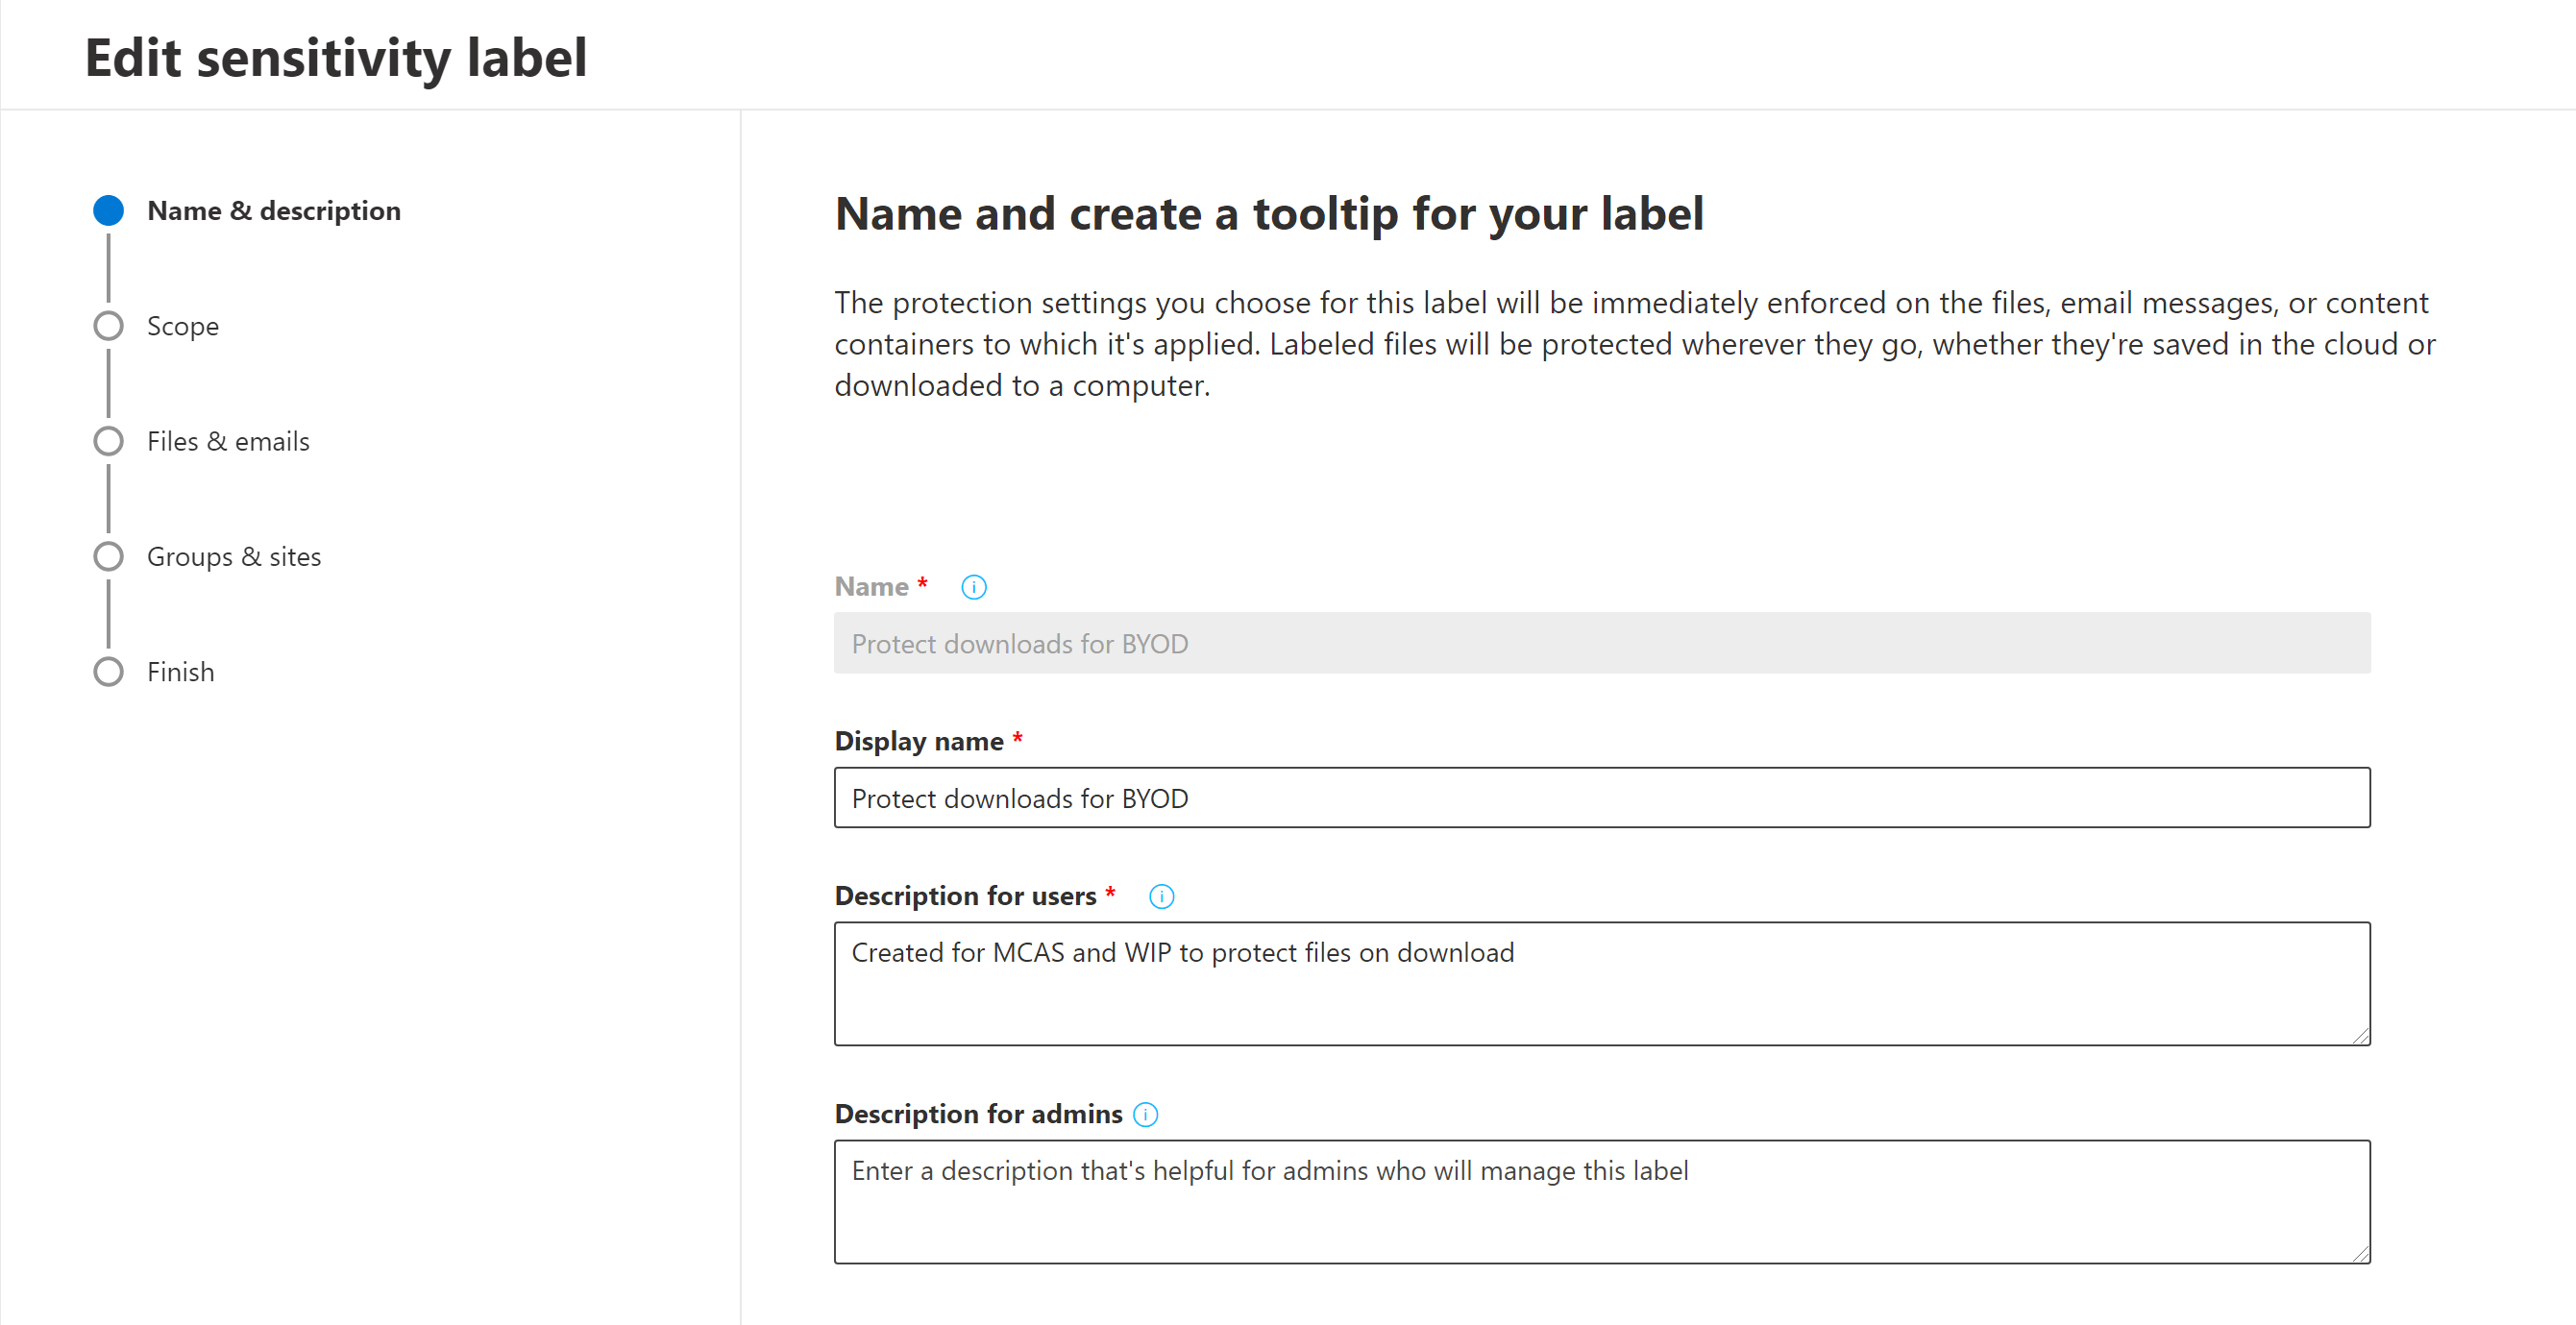 Edit sensitivity label
Name & description
Scope
Files & emails
Groups & sites
Finish
Name and create a tooltip for your label
The protection settings you choose for this label will be immediately enforced on the files, email messages, or content
containers to which it's applied. Labeled files will be protected wherever they go, whether they're saved in the cloud or
downloaded to a computer.
Name *
Protect downloads for BYOD
Display name *
Protect downloads for BYOD
Description for users *
Created for MCAS and WIP to protect files on download
Description for admins
Enter a description that's helpful for admins who will manage this label